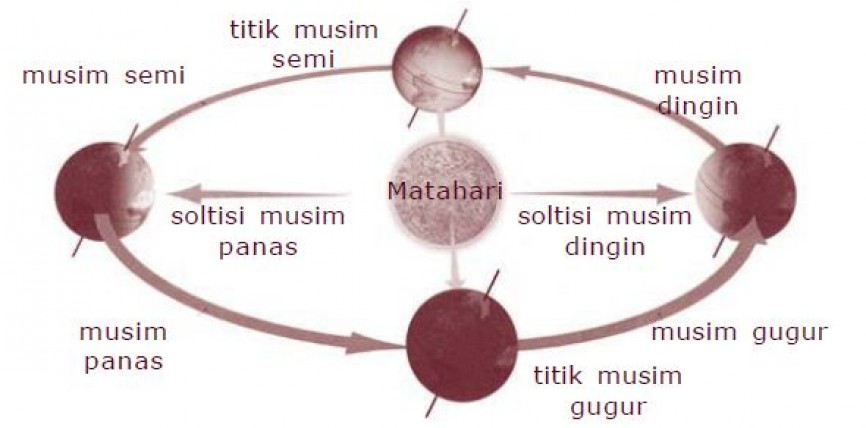 titik musim
semi
musim semi
musim
dingin
Matahari
soltisi musim
panas
soltisi musim
dingin
musim
panas
musim gugur
titik musim
gugur